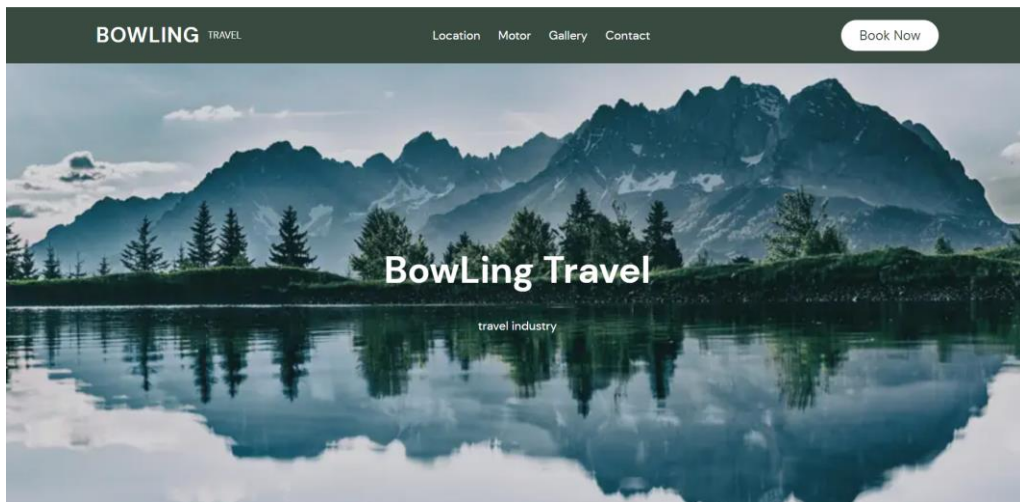 BOWLING TRAVEL
Location Motor Gallery Contact
Book Now
BowLing Travel
travel industry